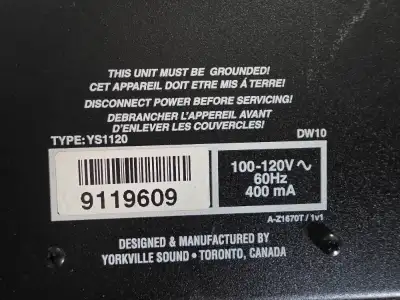 THIS UNIT MUST BE GROUNDED!
CET APPAREIL DOIT ETRE MIS Á TERRE!
DISCONNECT POWER BEFORE SERVICING!
DEBRANCHER L'APPEREIL AVANT
D'ENLEVER LES COUVERCLES!
TYPE: YS1120
DW10
9119609
100-120V ∿
60Hz
400 mA
A-Z1670T / 1v1
DESIGNED & MANUFACTURED BY
YORKVILLE SOUND • TORONTO, CANADA